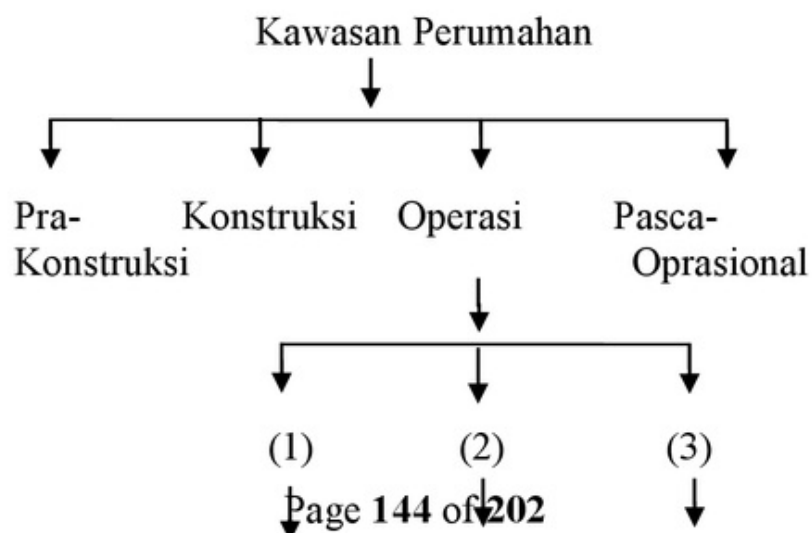 Kawasan Perumahan
Pra- Konstruksi Operasi Pasca-
Konstruksi Oprasional
(1) (2) (3)
Page 144 of 202